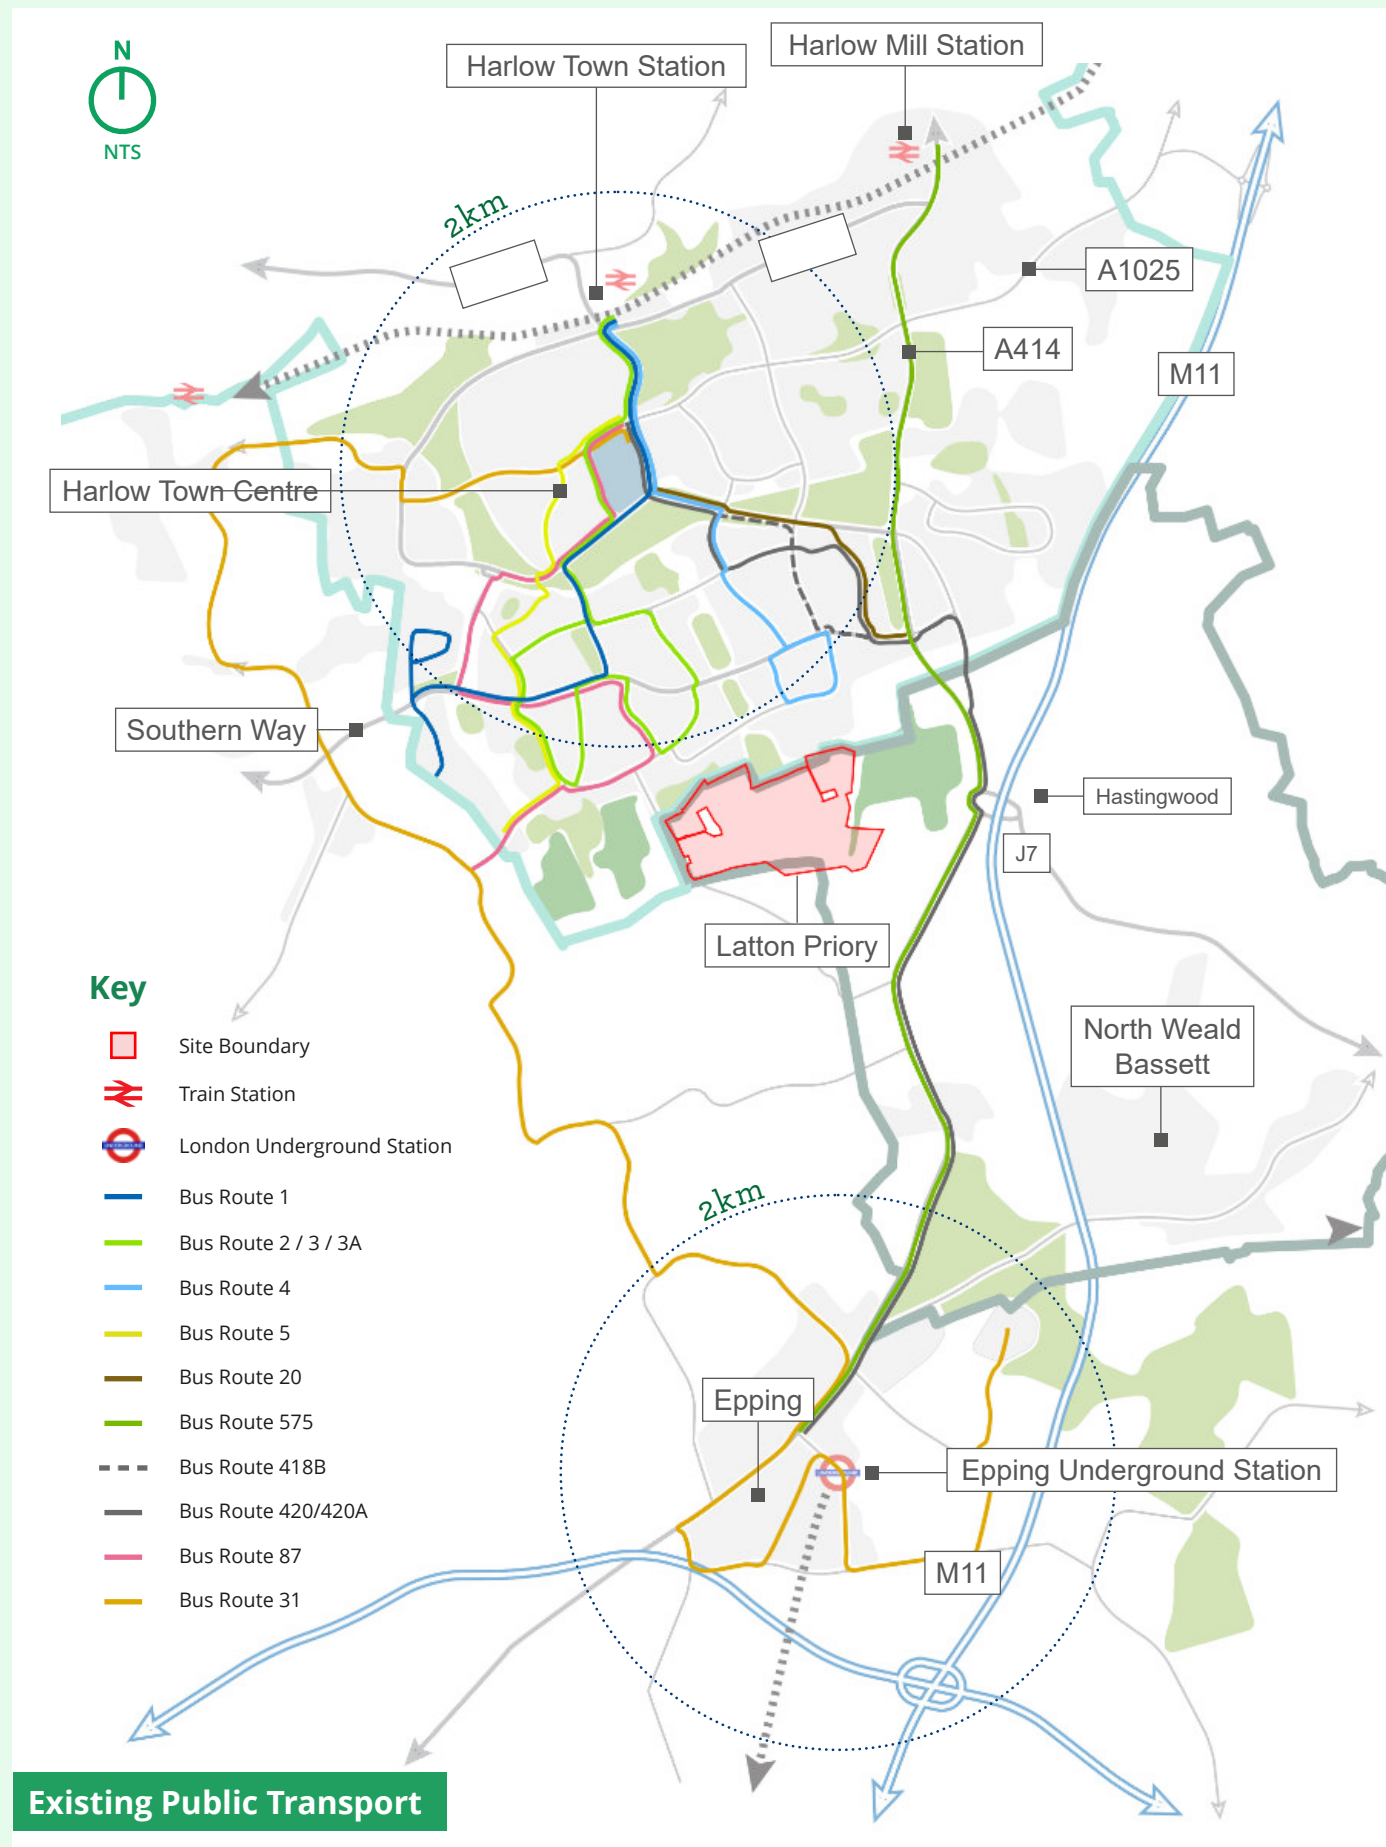 N
NTS
Harlow Town Station
Harlow Mill Station
2km
A1025
A414
M11
Harlow Town Centre
Southern Way
Hastingwood
J7
Latton Priory
North Weald
Bassett
2km
Epping
Epping Underground Station
M11
Key
Site Boundary
Train Station
London Underground Station
Bus Route 1
Bus Route 2 / 3 / 3A
Bus Route 4
Bus Route 5
Bus Route 20
Bus Route 575
Bus Route 418B
Bus Route 420/420A
Bus Route 87
Bus Route 31
Existing Public Transport